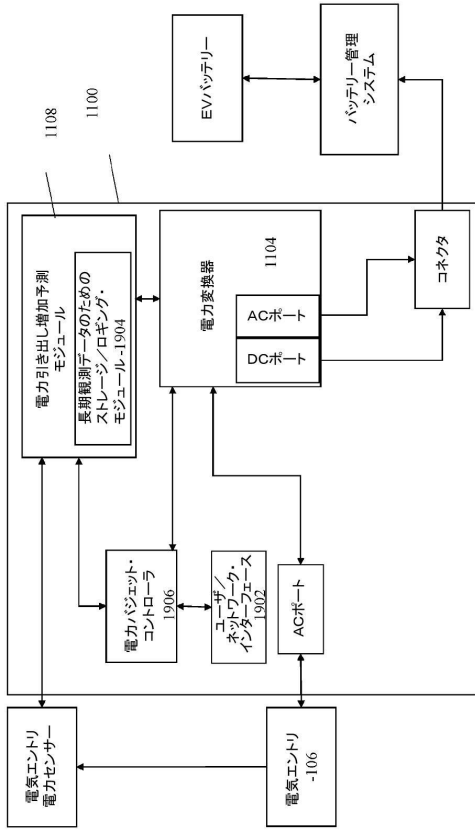 電気エントリ
電力センサー
電気エントリ
-106
電力引き出し増加予測
モジュール
長期観測データのための
ストレージ/ロギング・
モジュール-1904
1108
1100
電力バジェット・
コントローラ
1906
ユーザ/
ネットワーク・
インターフェース
1902
ACポート
電力変換器
1104
ACポート
DCポート
コネクタ
EVバッテリー
バッテリー管理
システム